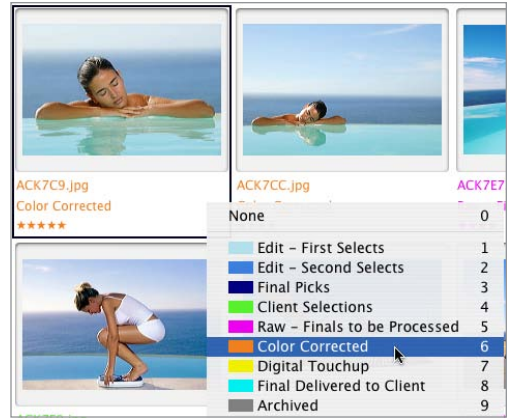 ACK7C9.jpg
ACK7CC.jpg
ACK7E7
Color Corrected
★★★★★
None 0
Edit – First Selects 1
Edit – Second Selects 2
Final Picks 3
Client Selections 4
Raw – Finals to be Processed 5
Color Corrected 6
Digital Touchup 7
Final Delivered to Client 8
Archived 9